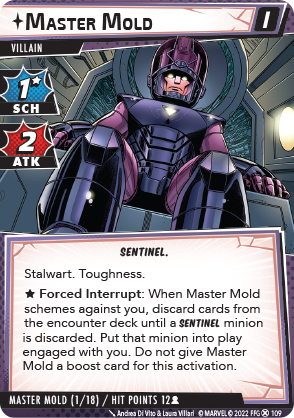 MASTER MOLD
I
VILLAIN
1
SCH
2
ATK
SENTINEL.
Stalwart. Toughness.
★ Forced Interrupt: When Master Mold
schemes against you, discard cards from
the encounter deck until a SENTINEL minion
is discarded. Put that minion into play
engaged with you. Do not give Master
Mold a boost card for this activation.
MASTER MOLD (1/18) / HIT POINTS 12
Andrea Di Vito & Laura Villari © MARVEL © 2022 FFG 109